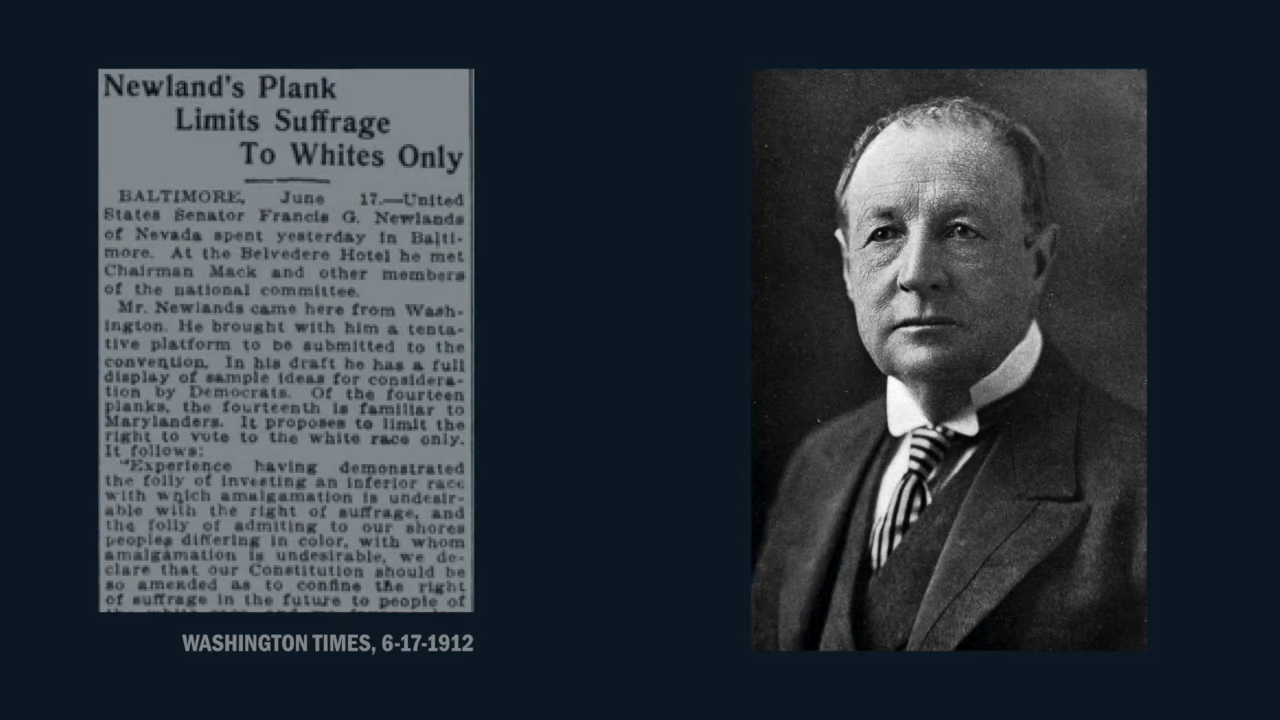 Newland's Plank
Limits Suffrage
To Whites Only
BALTIMORE, June 17.—United
States Senator Francis G. Newlands
of Nevada spent yesterday in Balti-
more. At the Belvedere Hotel he met
Chairman Mack and other members
of the national committee.
Mr. Newlands came here from Wash-
ington. He brought with him a tenta-
tive platform to be submitted to the
convention. In his draft he has a full
display of sample ideas for considera-
tion by Democrats. Of the fourteen
planks, the fourteenth is familiar to
Marylanders. It proposes to limit the
right to vote to the white race only.
It follows:
"Experience having demonstrated
the folly of investing an inferior race
with which amalgamation is undesir-
able with the right of suffrage, and
the folly of admiting to our shores
peoples differing in color, with whom
amalgamation is undesirable, we de-
clare that our Constitution should be
so amended as to confine the right
of suffrage in the future to people of
WASHINGTON TIMES, 6-17-1912